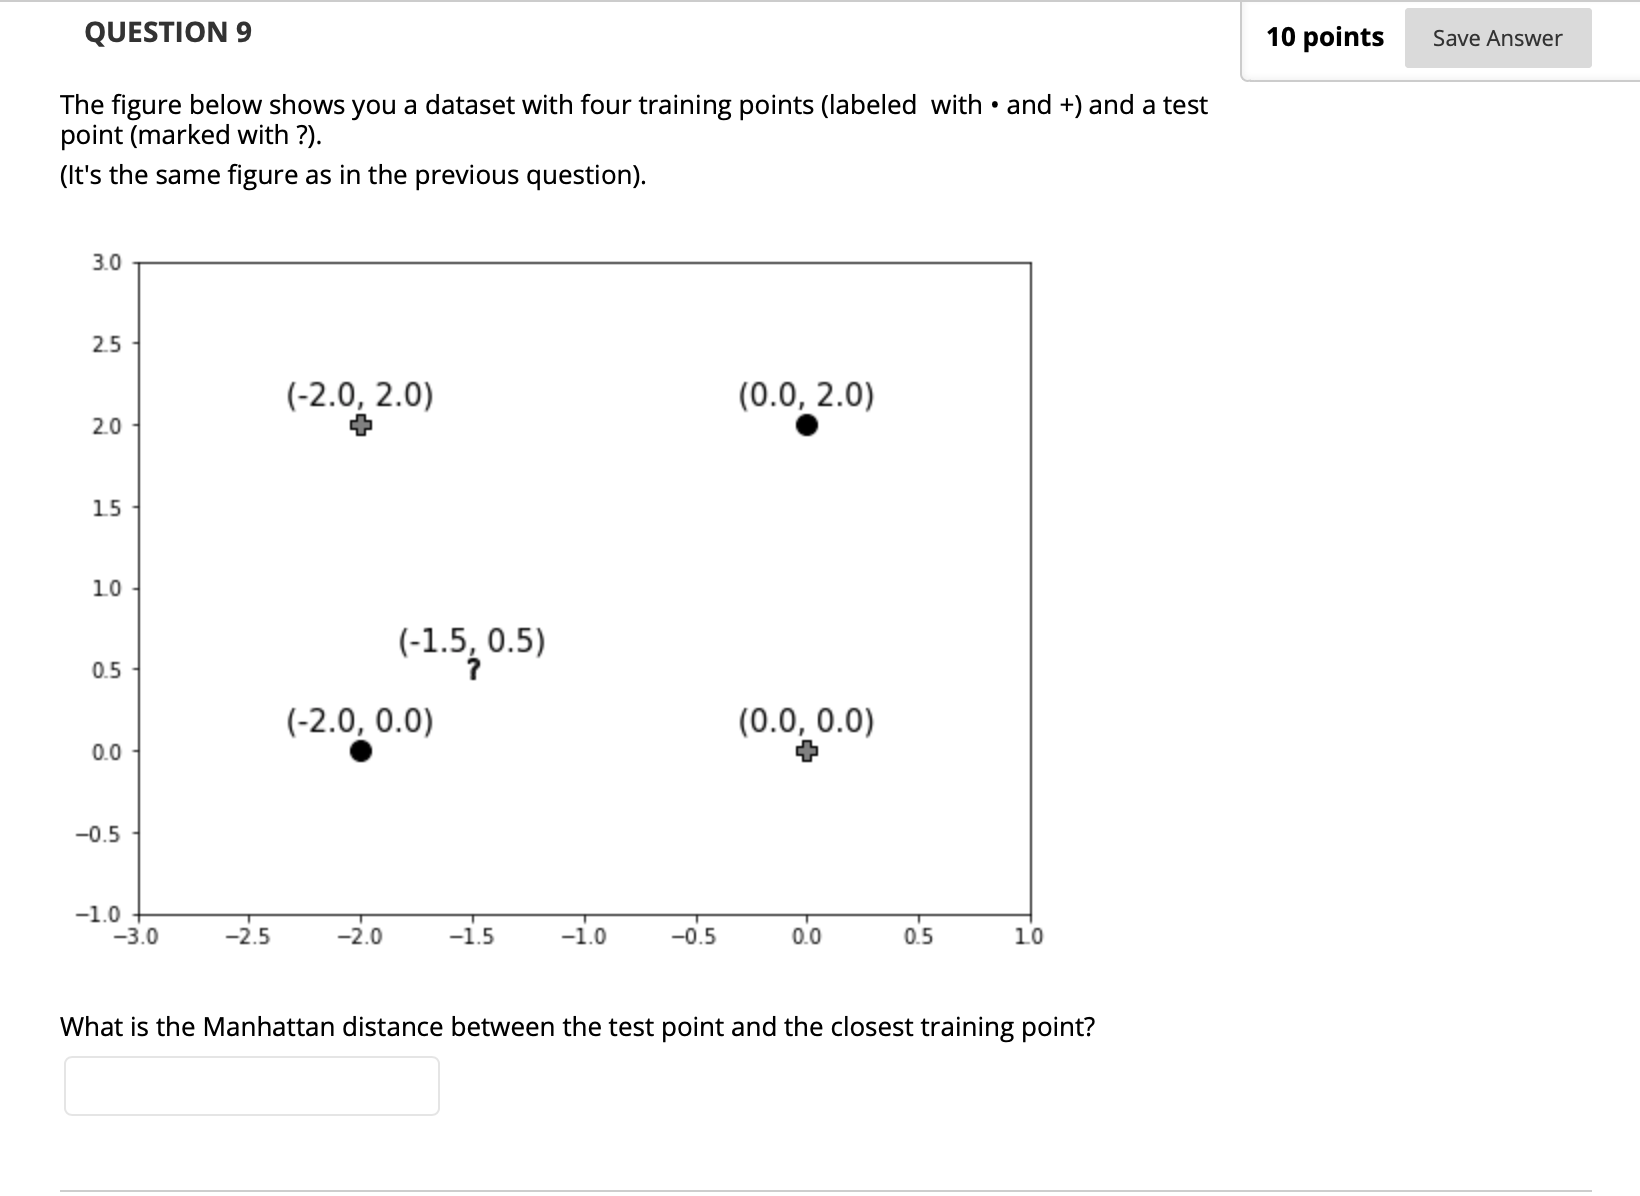 QUESTION 9
10 points
Save Answer
The figure below shows you a dataset with four training points (labeled with • and +) and a test
point (marked with ?).
(It's the same figure as in the previous question).
3.0
2.5
(-2.0, 2.0)
(0.0, 2.0)
2.0
1.5
1.0
(-1.5, 0.5)
?
0.5
(-2.0, 0.0)
(0.0, 0.0)
0.0
−0.5
−1.0
−3.0 −2.5 −2.0 −1.5 −1.0 −0.5 0.0 0.5 1.0
What is the Manhattan distance between the test point and the closest training point?